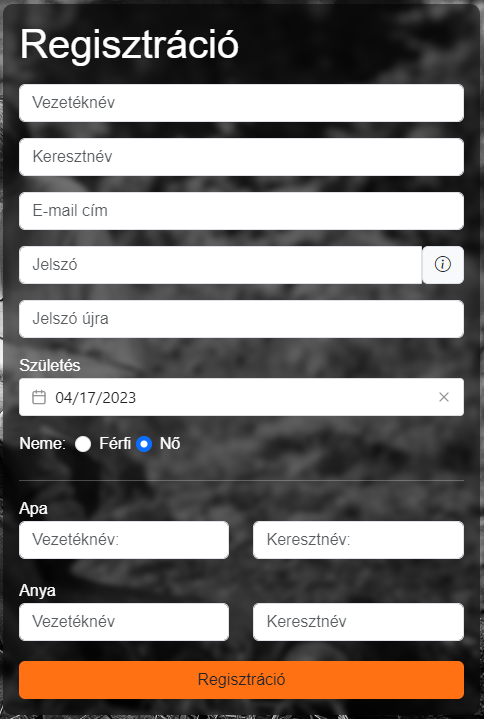 Regisztráció
Vezetéknév
Keresztnév
E-mail cím
Jelszó
Jelszó újra
Születés
04/17/2023
Neme: Férfi Nő
Apa
Vezetéknév: Keresztnév:
Anya
Vezetéknév Keresztnév
Regisztráció